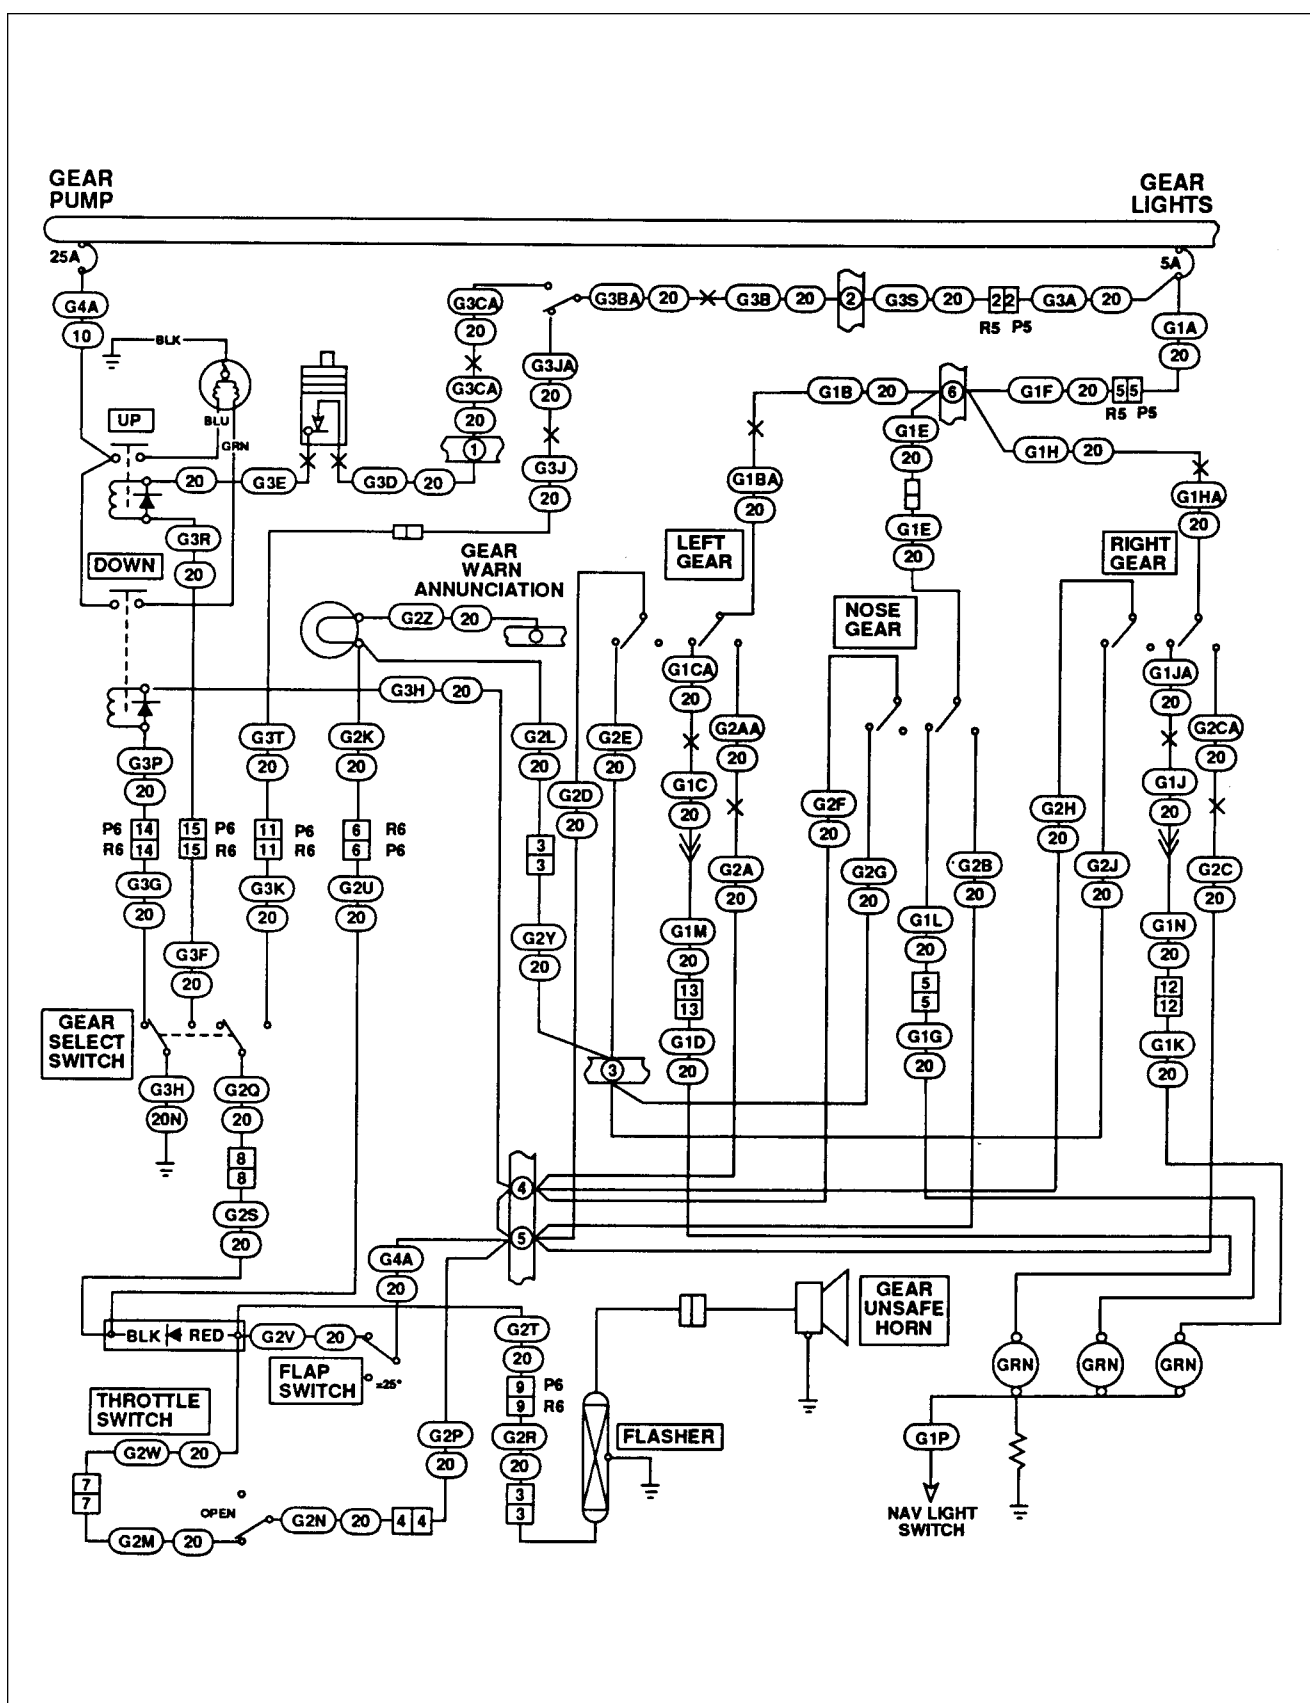 GEAR
PUMP
GEAR
LIGHTS
25A
5A
G4A
10
BLK
G3CA
20
G3CA
20
1
G3BA 20
G3B 20
2
G3S 20
2 2
R5 P5
G3A 20
G1A
20
G3JA
20
G3J
20
G1B 20
6
G1F 20
5 5
R5 P5
G1E
20
G1E
20
G1H 20
G1HA
20
G1BA
20
UP
BLU
GRN
20 G3E
G3D 20
G3R
20
DOWN
GEAR
WARN
ANNUNCIATION
LEFT
GEAR
NOSE
GEAR
RIGHT
GEAR
G2Z 20
G3H 20
G1CA
20
G1JA
20
G3P
20
G3T
20
G2K
20
G2L
20
G2D
20
G2E
20
G1C
20
G2AA
20
G2F
20
G2G
20
G2B
20
G2H
20
G2J
20
G1J
20
G2CA
20
P6 14
R6 14
15 P6
15 R6
11 P6
11 R6
6 R6
6 P6
3
3
G3G
20
G3K
20
G2U
20
G2Y
20
G2A
20
G2C
20
G3F
20
G1M
20
13
13
G1D
20
G1L
20
5
5
G1G
20
G1N
20
12
12
G1K
20
GEAR
SELECT
SWITCH
G3H
20N
G2Q
20
8
8
G2S
20
3
4
5
G4A
20
BLK RED
G2V 20
FLAP
SWITCH
=25°
G2T
20
9 P6
9 R6
G2R
20
3
3
GEAR
UNSAFE
HORN
FLASHER
GRN GRN GRN
G1P
NAV LIGHT
SWITCH
THROTTLE
SWITCH
G2W 20
7
7
G2M 20
OPEN
G2N 20
4 4
G2P
20